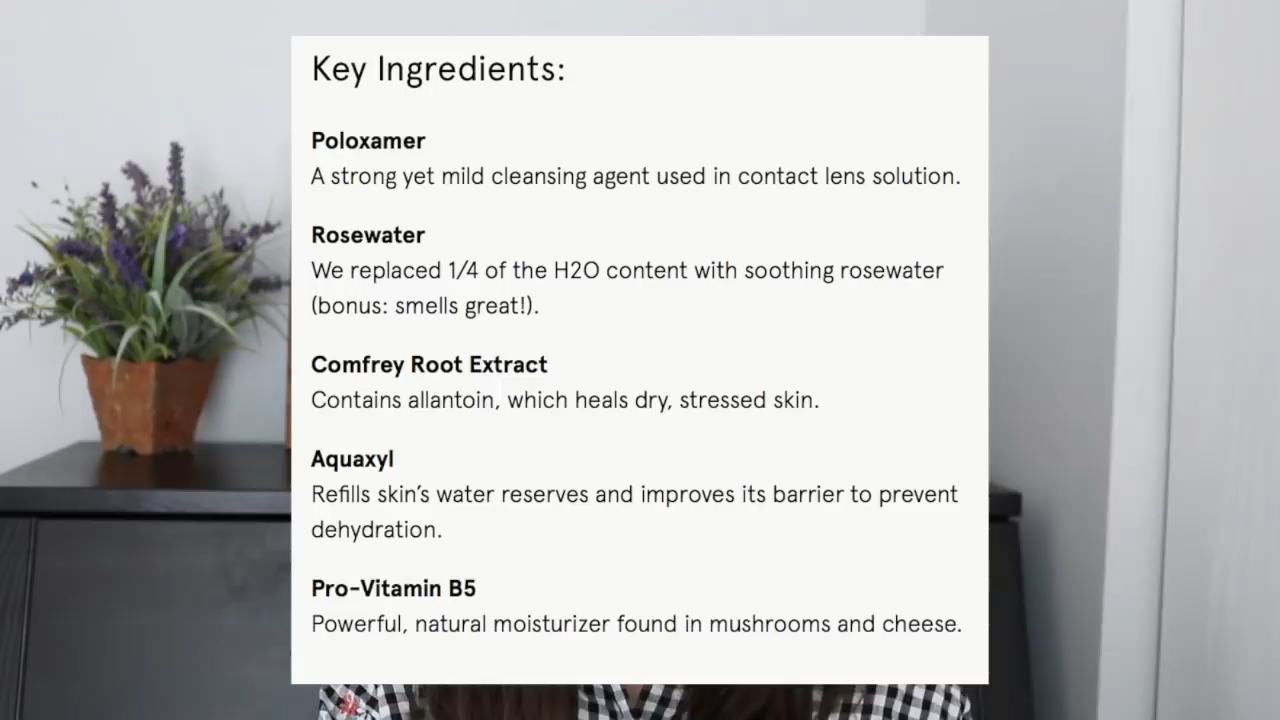 Key Ingredients:
Poloxamer
A strong yet mild cleansing agent used in contact lens solution.
Rosewater
We replaced 1/4 of the H2O content with soothing rosewater
(bonus: smells great!).
Comfrey Root Extract
Contains allantoin, which heals dry, stressed skin.
Aquaxyl
Refills skin’s water reserves and improves its barrier to prevent
dehydration.
Pro-Vitamin B5
Powerful, natural moisturizer found in mushrooms and cheese.